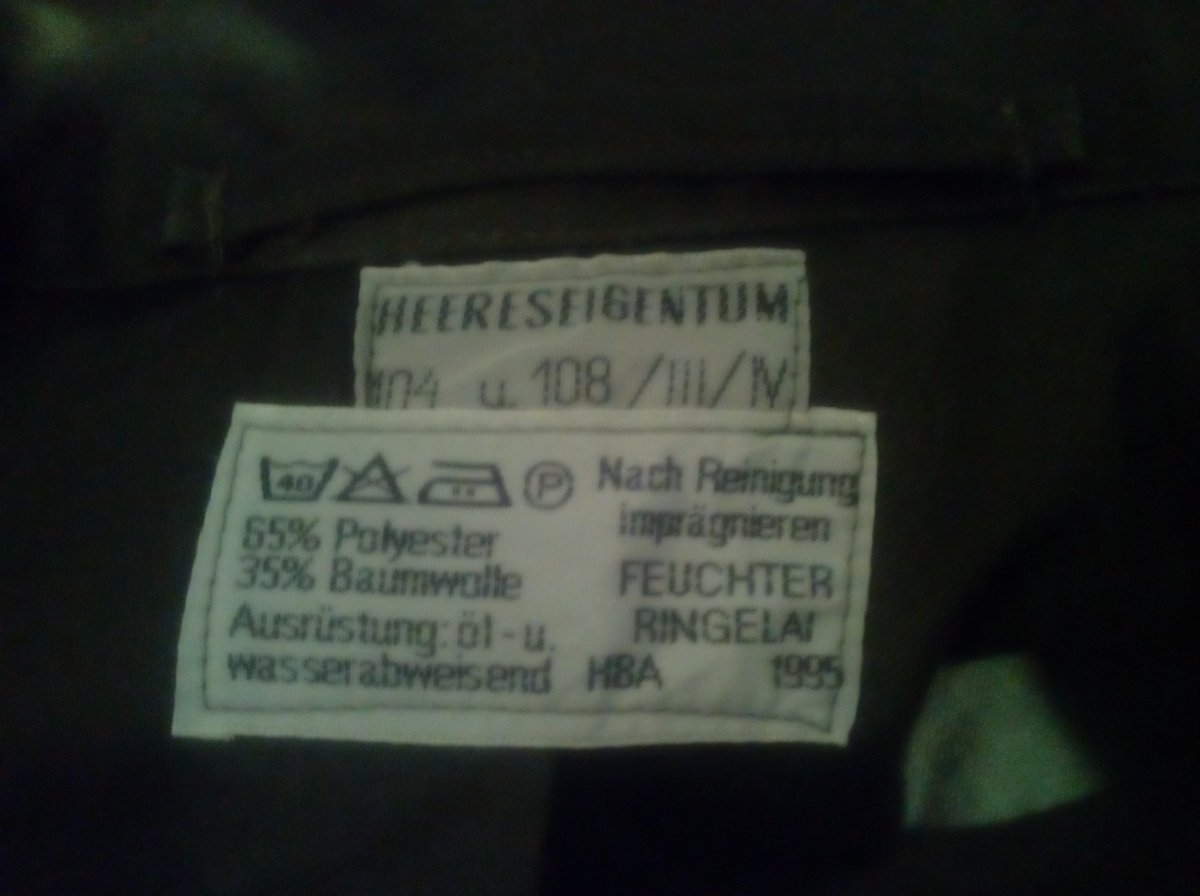 HEERESEIGENTUM
104 u. 108 /III/IV
40 P Nach Reinigung
imprägnieren
65% Polyester
35% Baumwolle
FEUCHTER
Ausrüstung: öl - u.
RINGELAI
wasserabweisend HBA 1995